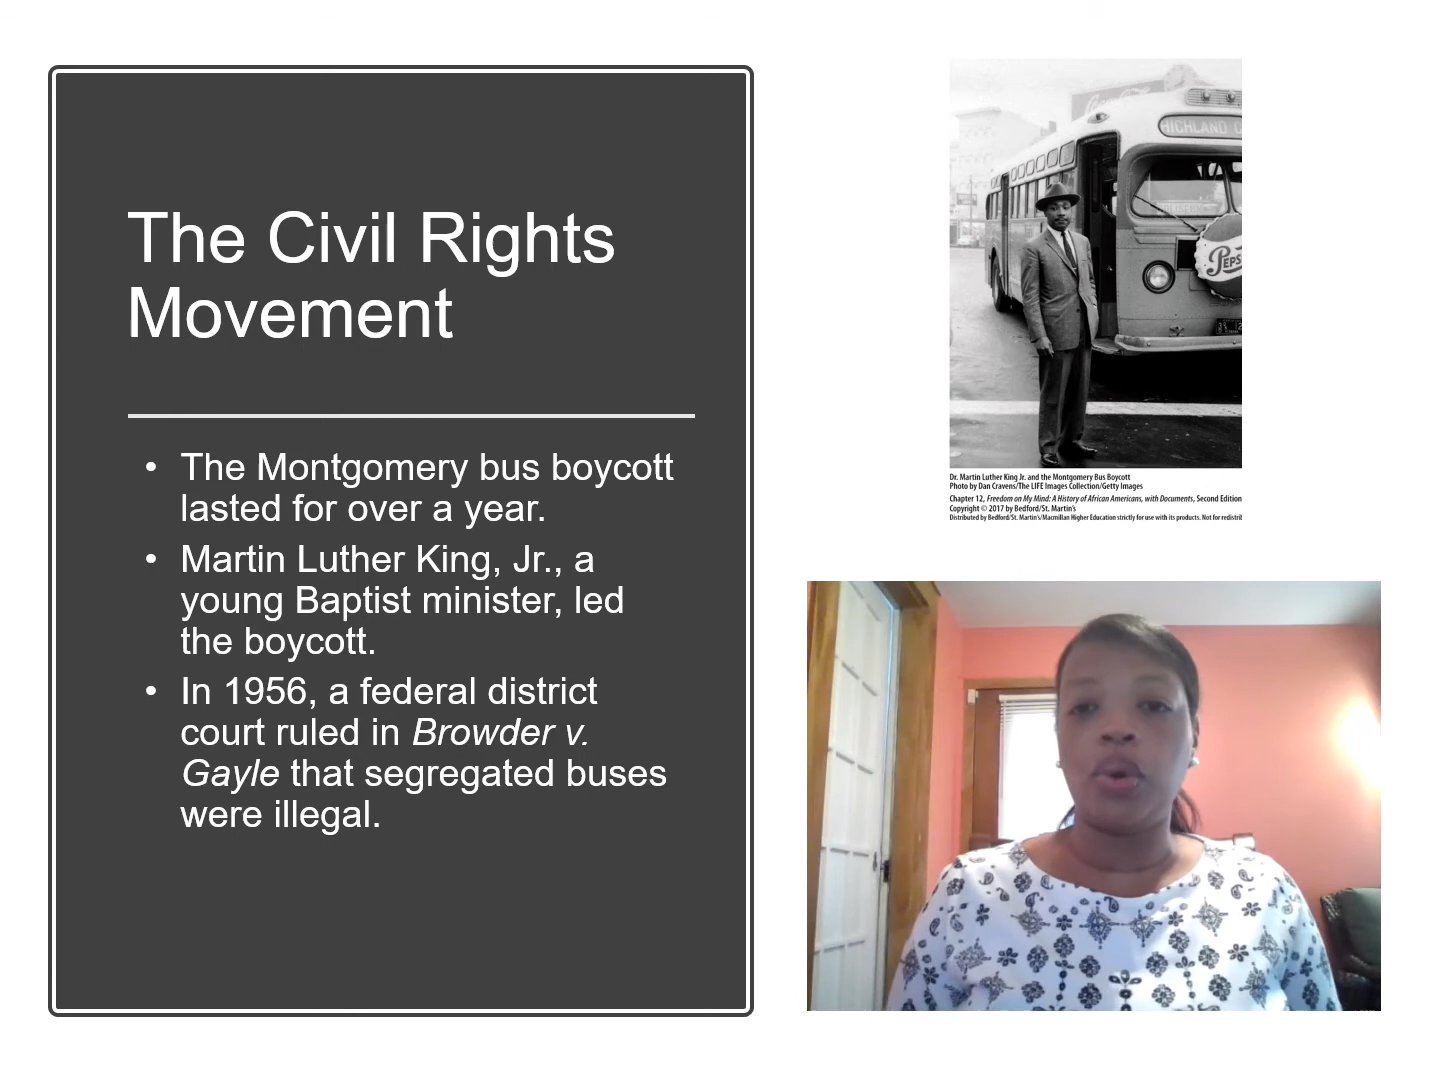 The Civil Rights
Movement
• The Montgomery bus boycott
lasted for over a year.
• Martin Luther King, Jr., a
young Baptist minister, led
the boycott.
• In 1956, a federal district
court ruled in Browder v.
Gayle that segregated buses
were illegal.
Coca-Cola
HIGHLAND
PEPSI
Dr. Martin Luther King Jr. and the Montgomery Bus Boycott
Photo by Dan Cravens/The LIFE Images Collection/Getty Images
Chapter 12, Freedom on My Mind: A History of African Americans, with Documents, Second Edition
Copyright © 2017 by Bedford/St. Martin's
Distributed by Bedford/St. Martin's/Macmillan Higher Education strictly for use with its products. Not for redistri